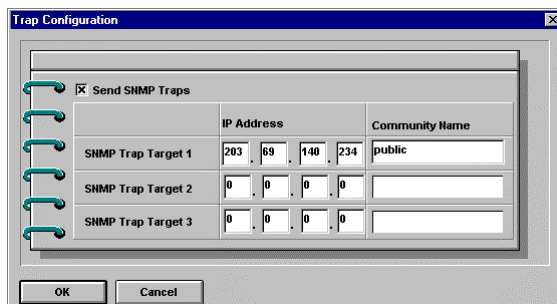 Trap Configuration
Send SNMP Traps
IP Address Community Name
SNMP Trap Target 1 203 . 69 . 140 . 234 public
SNMP Trap Target 2 0 . 0 . 0 . 0
SNMP Trap Target 3 0 . 0 . 0 . 0
OK Cancel